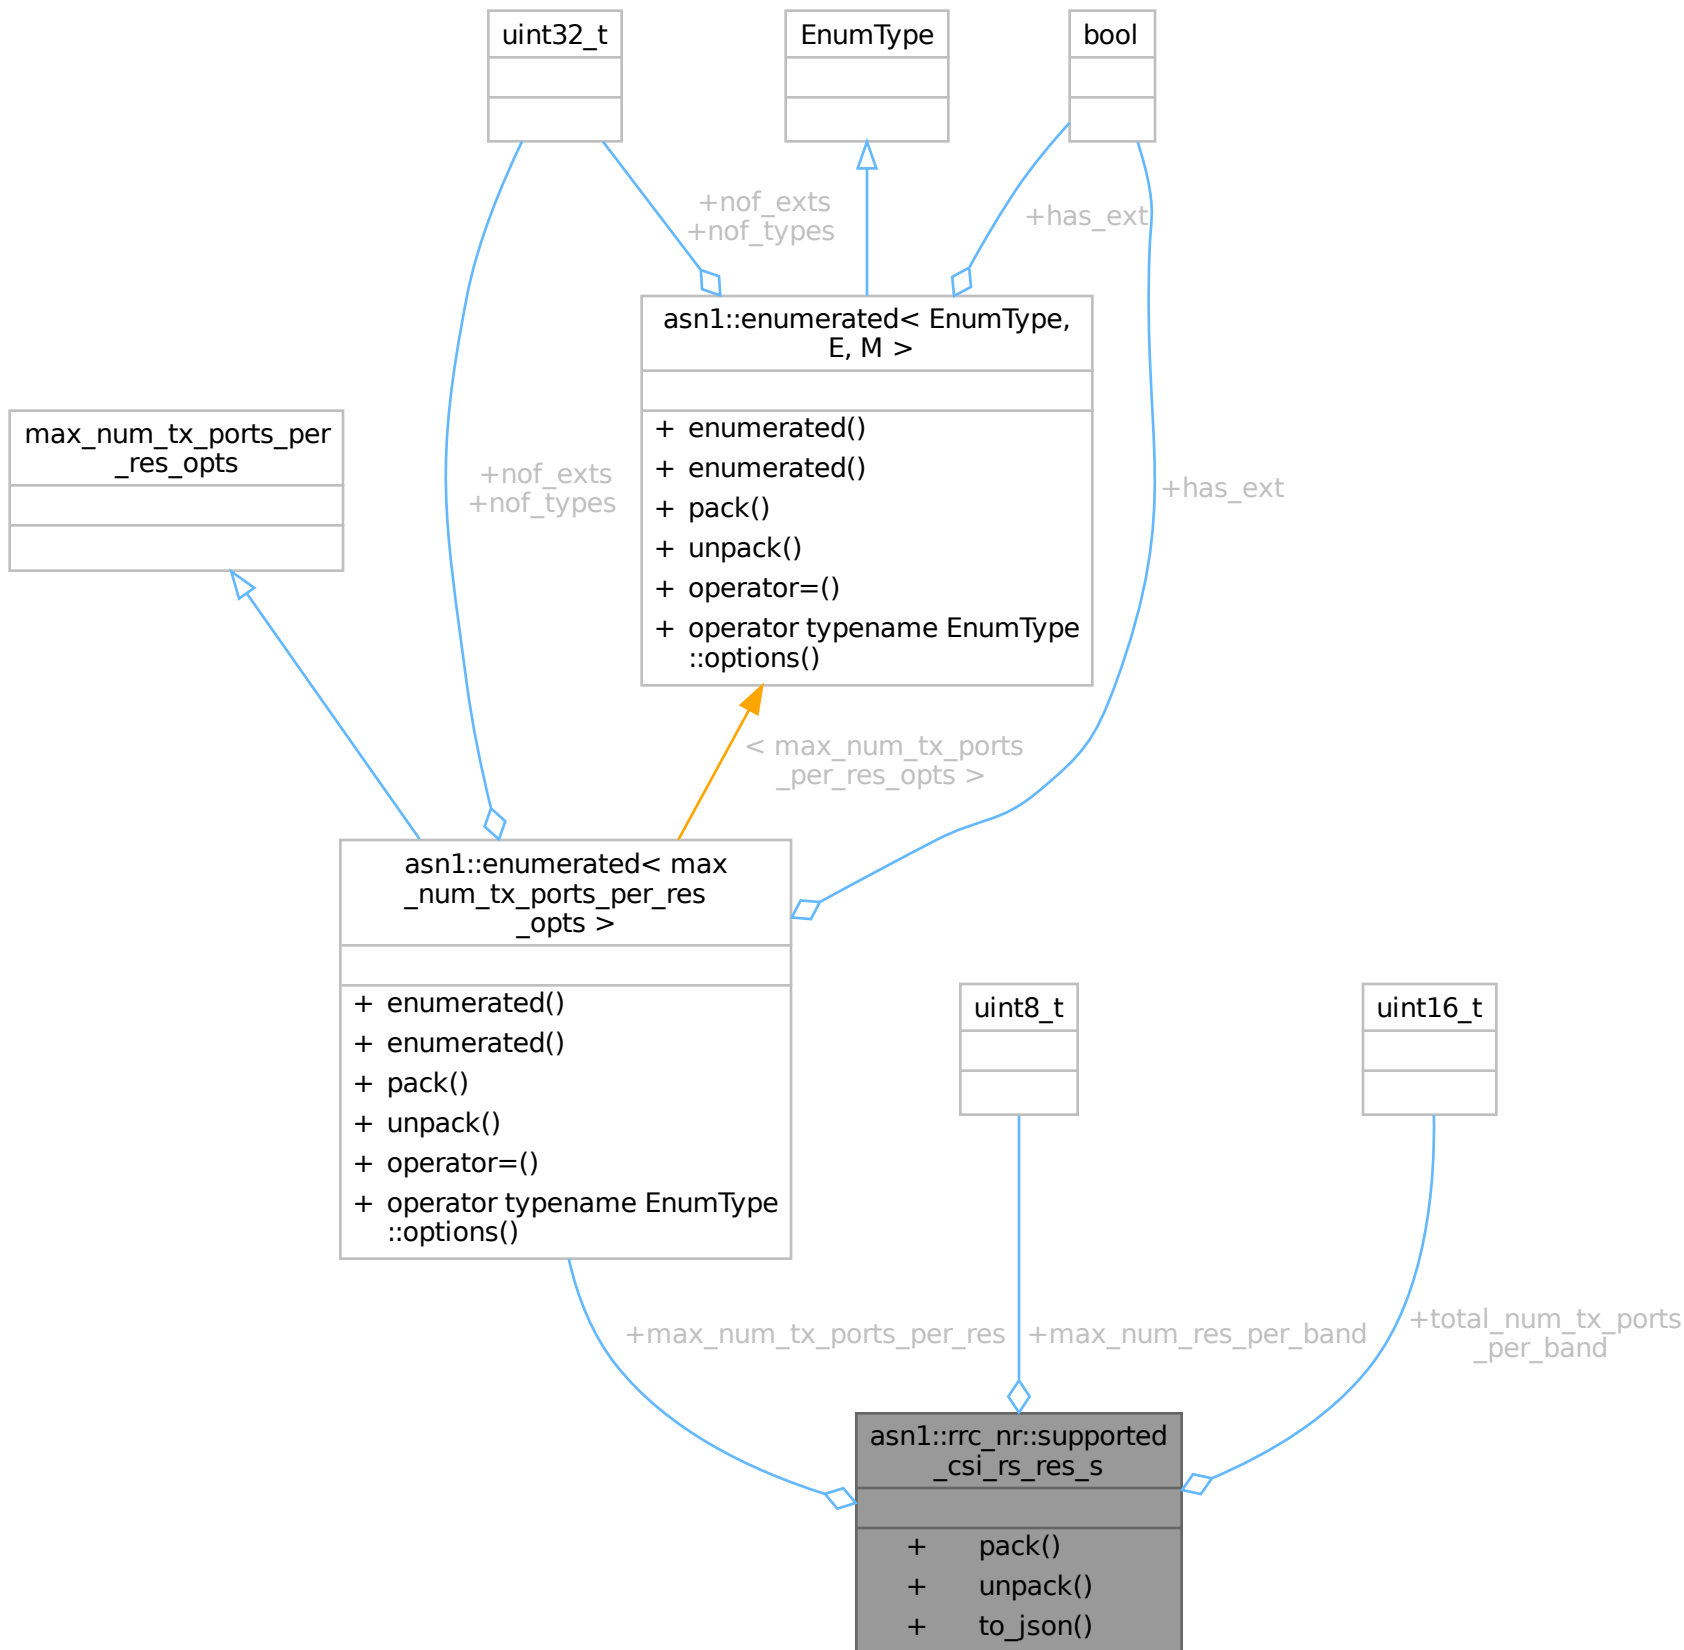 uint32_t
EnumType
bool
+nof_exts
+nof_types
+has_ext
asn1::enumerated< EnumType,
E, M >
+ enumerated()
+ enumerated()
+ pack()
+ unpack()
+ operator=()
+ operator typename EnumType
::options()
max_num_tx_ports_per
_res_opts
+nof_exts
+nof_types
+has_ext
< max_num_tx_ports
_per_res_opts >
asn1::enumerated< max
_num_tx_ports_per_res
_opts >
+ enumerated()
+ enumerated()
+ pack()
+ unpack()
+ operator=()
+ operator typename EnumType
::options()
uint8_t
uint16_t
+max_num_tx_ports_per_res
+max_num_res_per_band
+total_num_tx_ports
_per_band
asn1::rrc_nr::supported
_csi_rs_res_s
+ pack()
+ unpack()
+ to_json()